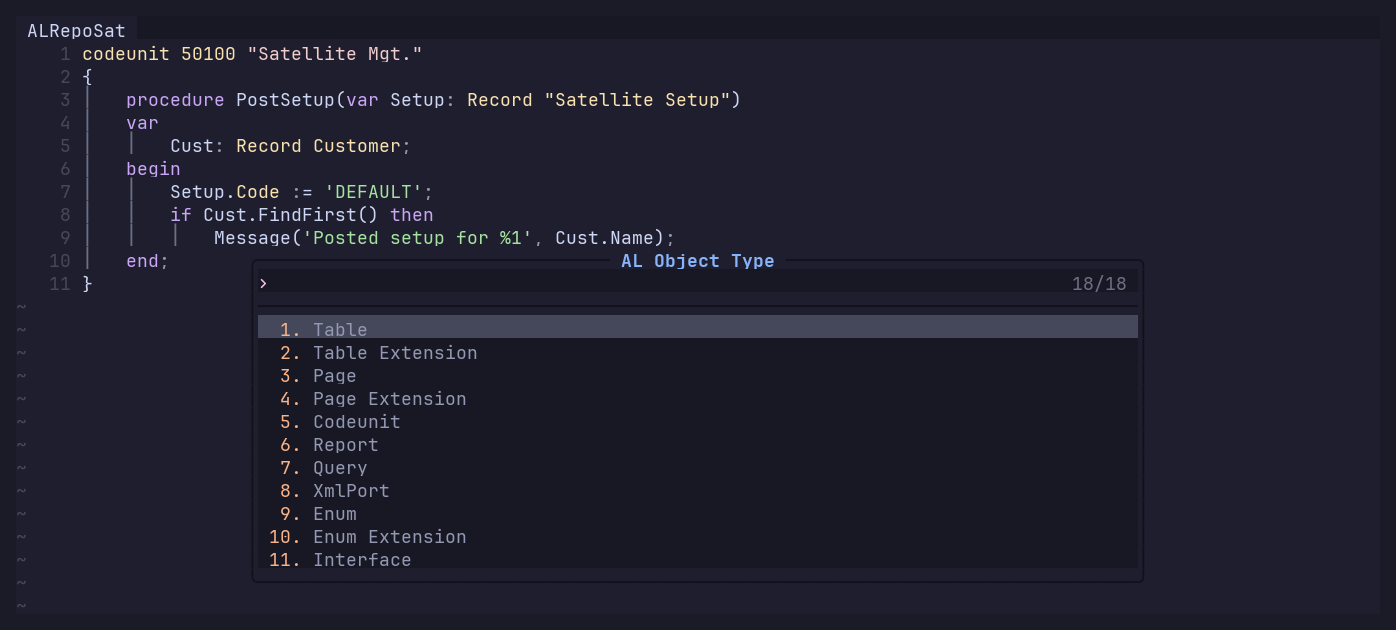 ALRepoSat
1 codeunit 50100 "Satellite Mgt."
2 {
3     procedure PostSetup(var Setup: Record "Satellite Setup")
4     var
5         Cust: Record Customer;
6     begin
7         Setup.Code := 'DEFAULT';
8         if Cust.FindFirst() then
9             Message('Posted setup for %1', Cust.Name);
10     end;
11 }
AL Object Type
> 18/18
1. Table
2. Table Extension
3. Page
4. Page Extension
5. Codeunit
6. Report
7. Query
8. XmlPort
9. Enum
10. Enum Extension
11. Interface
~
~
~
~
~
~
~
~
~
~
~
~
~
~